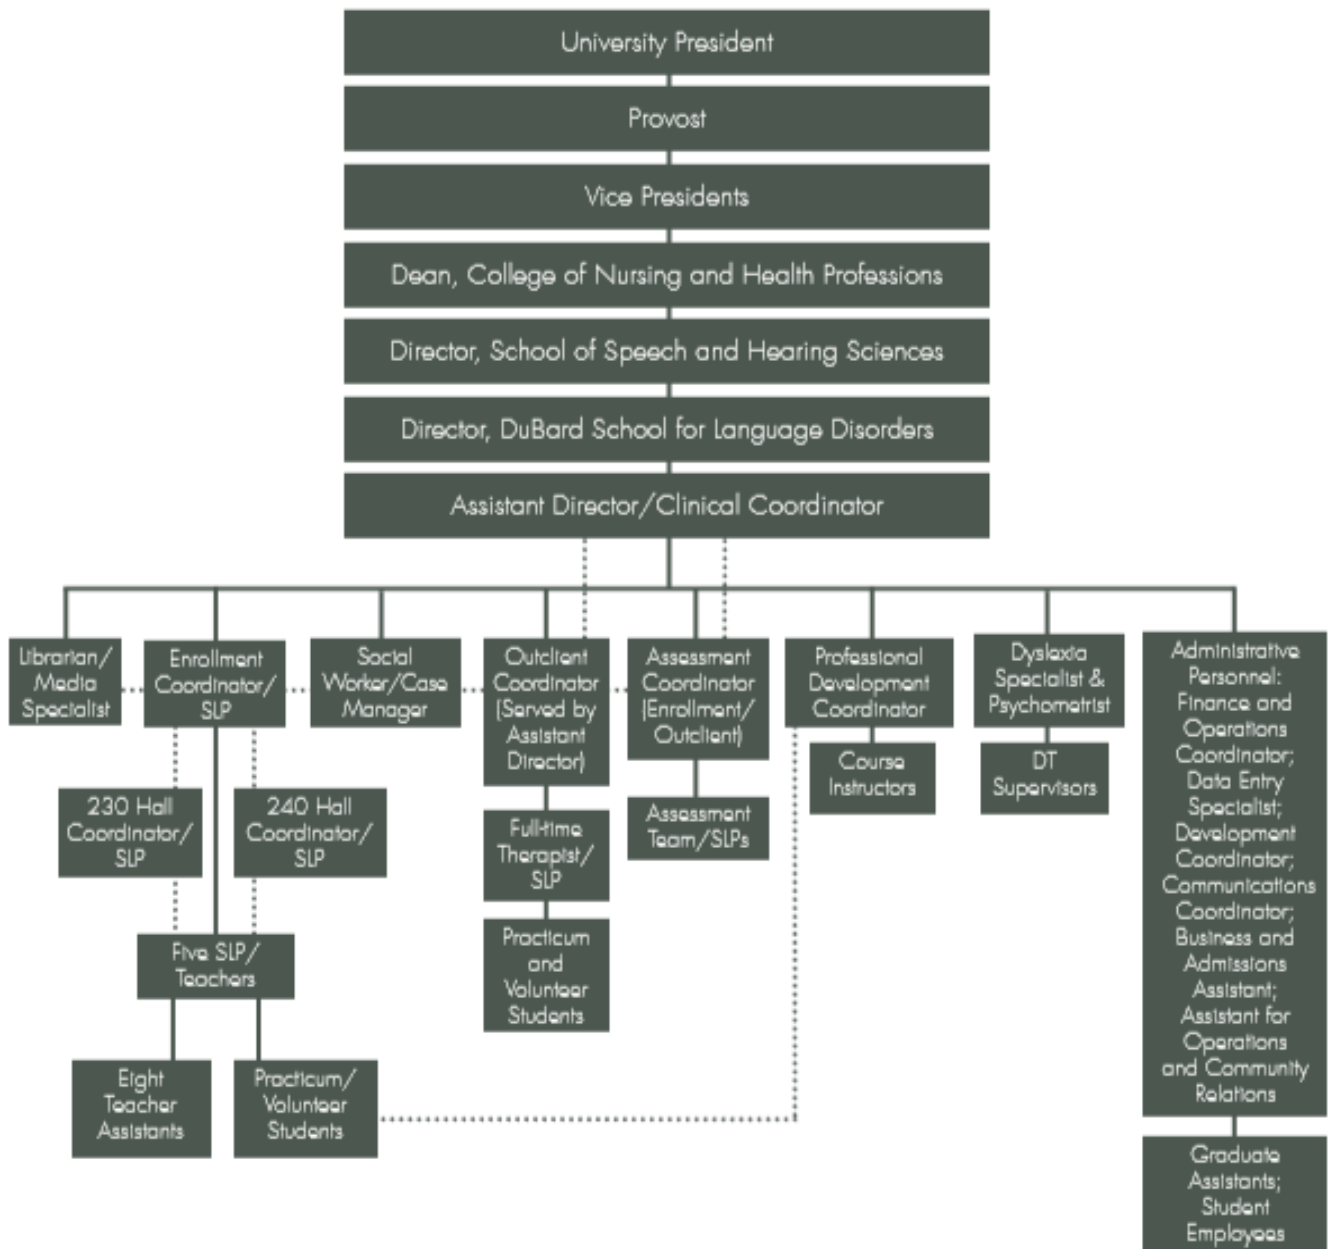 University President
Provost
Vice Presidents
Dean, College of Nursing and Health Professions
Director, School of Speech and Hearing Sciences
Director, DuBard School for Language Disorders
Assistant Director/Clinical Coordinator
Librarian/
Media
Specialist
Enrollment
Coordinator/
SLP
Social
Worker/Case
Manager
Outclient
Coordinator
(Served by
Assistant
Director)
Assessment
Coordinator
(Enrollment/
Outclient)
Professional
Development
Coordinator
Dyslexia
Specialist &
Psychometrist
Administrative
Personnel:
Finance and
Operations
Coordinator;
Data Entry
Specialist;
Development
Coordinator;
Communications
Coordinator;
Business and
Admissions
Assistant;
Assistant for
Operations
and Community
Relations
230 Hall
Coordinator/
SLP
240 Hall
Coordinator/
SLP
Full-time
Therapist/
SLP
Assessment
Team/SLPs
Course
Instructors
DT
Supervisors
Five SLP/
Teachers
Practicum
and
Volunteer
Students
Eight
Teacher
Assistants
Practicum/
Volunteer
Students
Graduate
Assistants;
Student
Employees